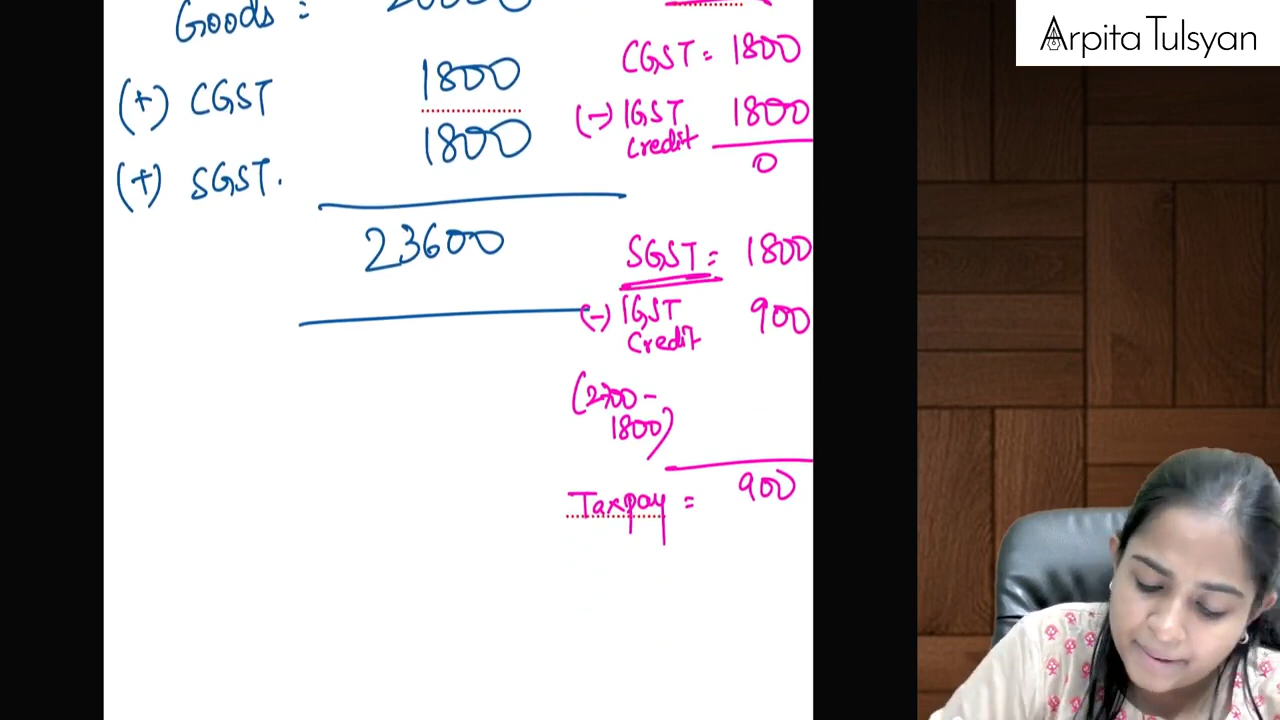 Arpita Tulsyan
Goods :
(+) CGST 1800
(+) SGST. 1800
23600
CGST = 1800
(-) IGST Credit 1800
0
SGST = 1800
(-) IGST Credit 900
(2700 -
1800)
Taxpay = 900